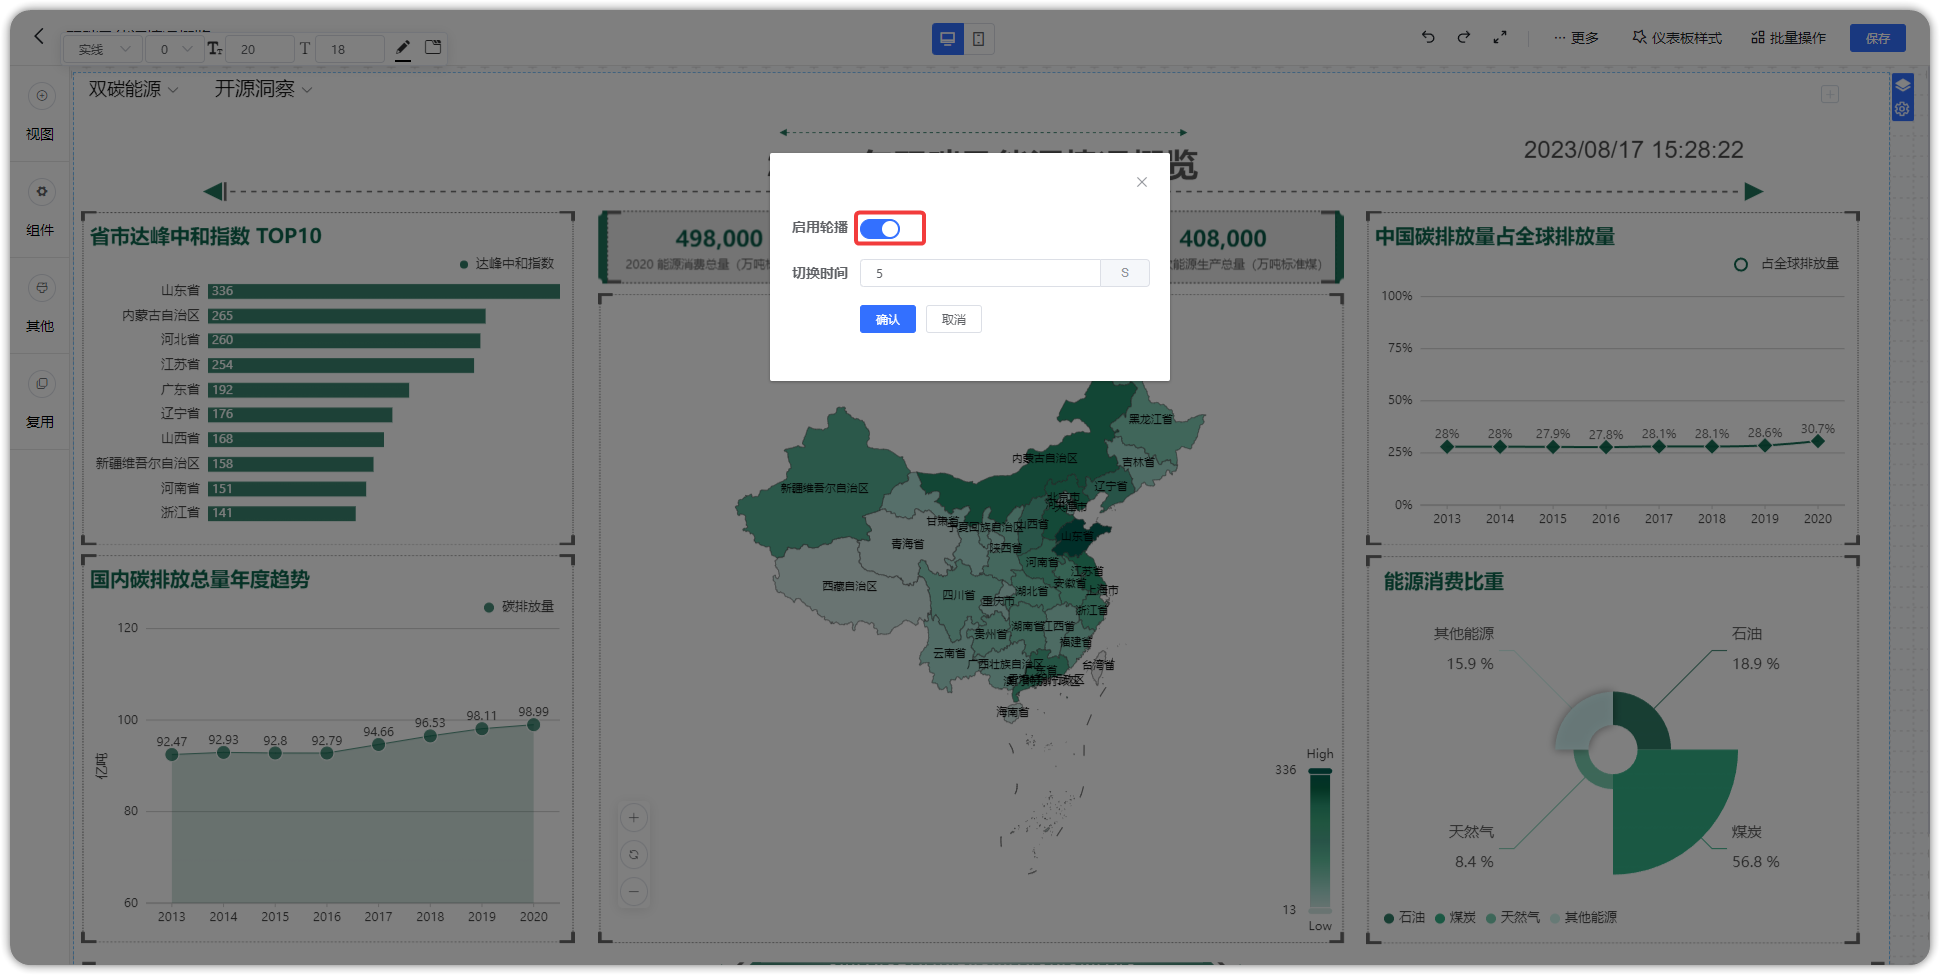 实线
0
20
T
18
更多
仪表板样式
批量操作
保存
视图
组件
其他
复用
双碳能源
开源洞察
览
2023/08/17 15:28:22
启用轮播
切换时间
5
S
确认
取消
省市达峰中和指数 TOP10
达峰中和指数
山东省 336
内蒙古自治区 265
河北省 260
江苏省 254
广东省 192
辽宁省 176
山西省 168
新疆维吾尔自治区 158
河南省 151
浙江省 141
国内碳排放总量年度趋势
碳排放量
亿吨
120
100
80
60
92.47
92.93
92.8
92.79
94.66
96.53
98.11
98.99
2013
2014
2015
2016
2017
2018
2019
2020
498,000
2020 能源消费总量（万吨
408,000
能源生产总量（万吨标准煤）
黑龙江省
内蒙古自治区
吉林省
新疆维吾尔自治区
辽宁省
北京市
甘肃省
宁夏回族自治区
山西省
山东省
青海省
陕西省
河南省
西藏自治区
江苏省
安徽省
四川省
重庆市
湖北省
上海市
浙江省
贵州省
湖南省
江西省
福建省
云南省
广西壮族自治区
台湾省
海南省
High
336
13
Low
中国碳排放量占全球排放量
占全球排放量
100%
75%
50%
25%
0%
28%
28%
27.9%
27.8%
28.1%
28.1%
28.6%
30.7%
2013
2014
2015
2016
2017
2018
2019
2020
能源消费比重
其他能源
15.9 %
石油
18.9 %
天然气
8.4 %
煤炭
56.8 %
石油
煤炭
天然气
其他能源